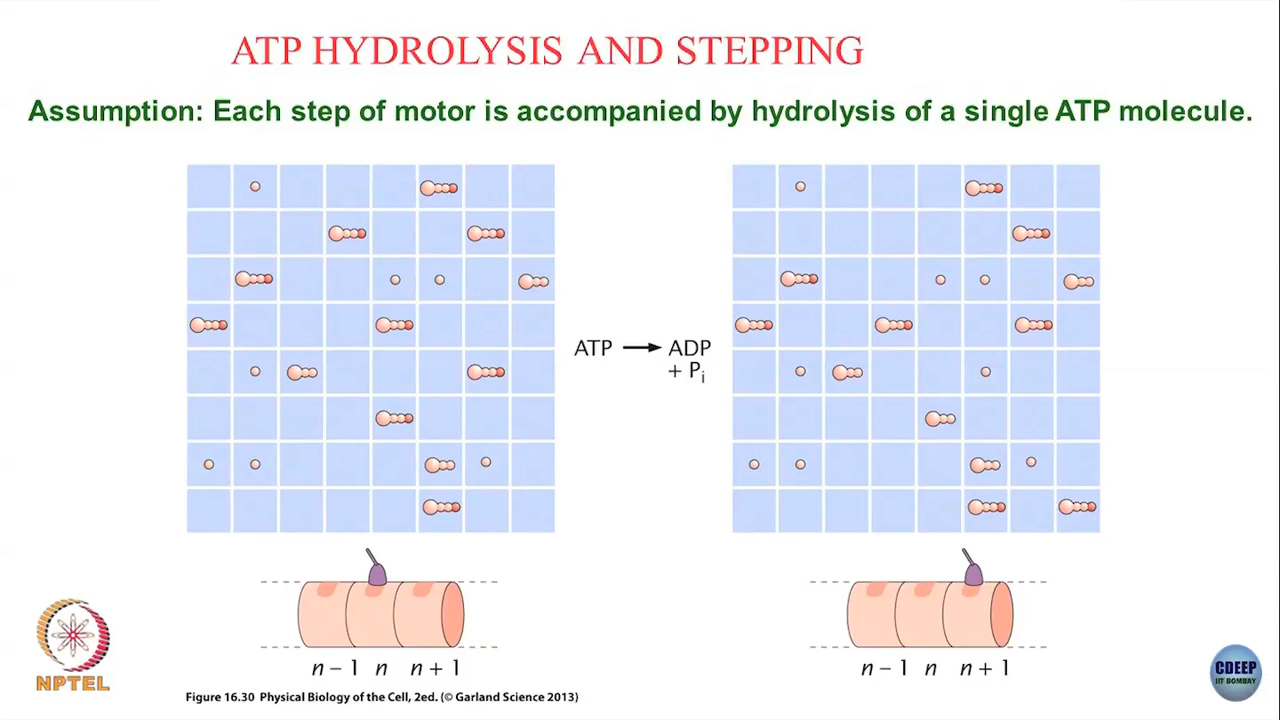 ATP HYDROLYSIS AND STEPPING
Assumption: Each step of motor is accompanied by hydrolysis of a single ATP molecule.
ATP → ADP
+ Pi
n – 1 n n + 1
n – 1 n n + 1
Figure 16.30 Physical Biology of the Cell, 2ed. (© Garland Science 2013)
NPTEL
CDEEP
IIT BOMBAY